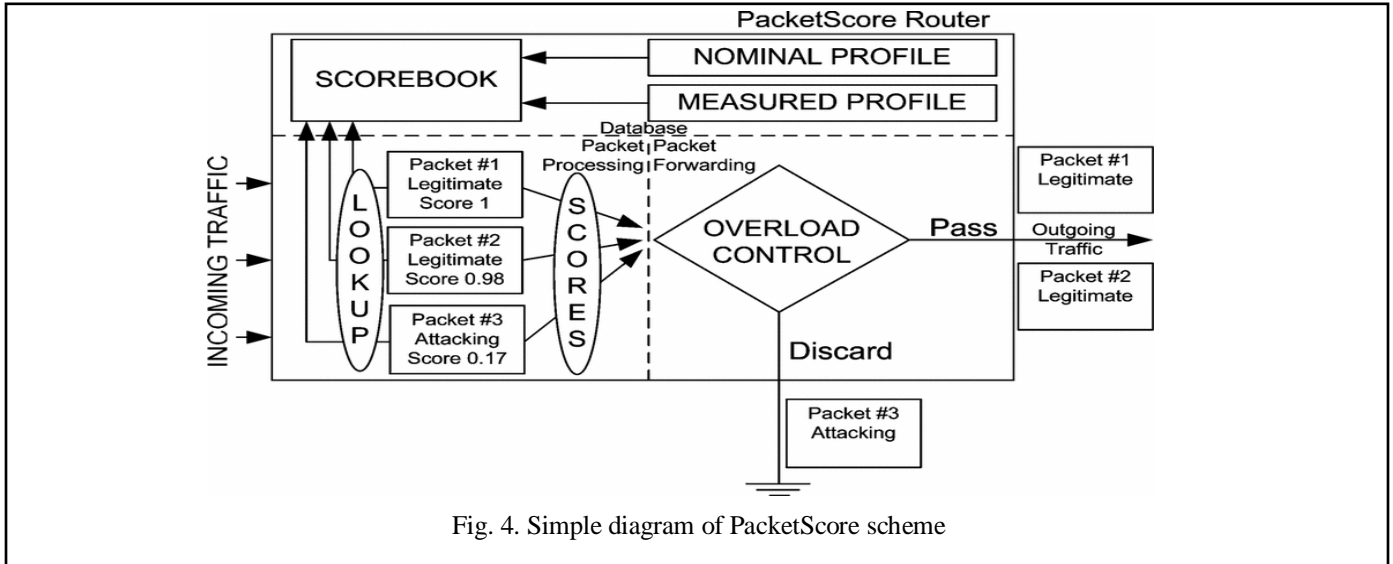 PacketScore Router
SCOREBOOK
NOMINAL PROFILE
MEASURED PROFILE
Database
Packet
Processing
Packet
Forwarding
INCOMING TRAFFIC
LOOKUP
Packet #1
Legitimate
Score 1
Packet #2
Legitimate
Score 0.98
Packet #3
Attacking
Score 0.17
SCORES
OVERLOAD
CONTROL
Pass
Discard
Packet #1
Legitimate
Outgoing
Traffic
Packet #2
Legitimate
Packet #3
Attacking
Fig. 4. Simple diagram of PacketScore scheme